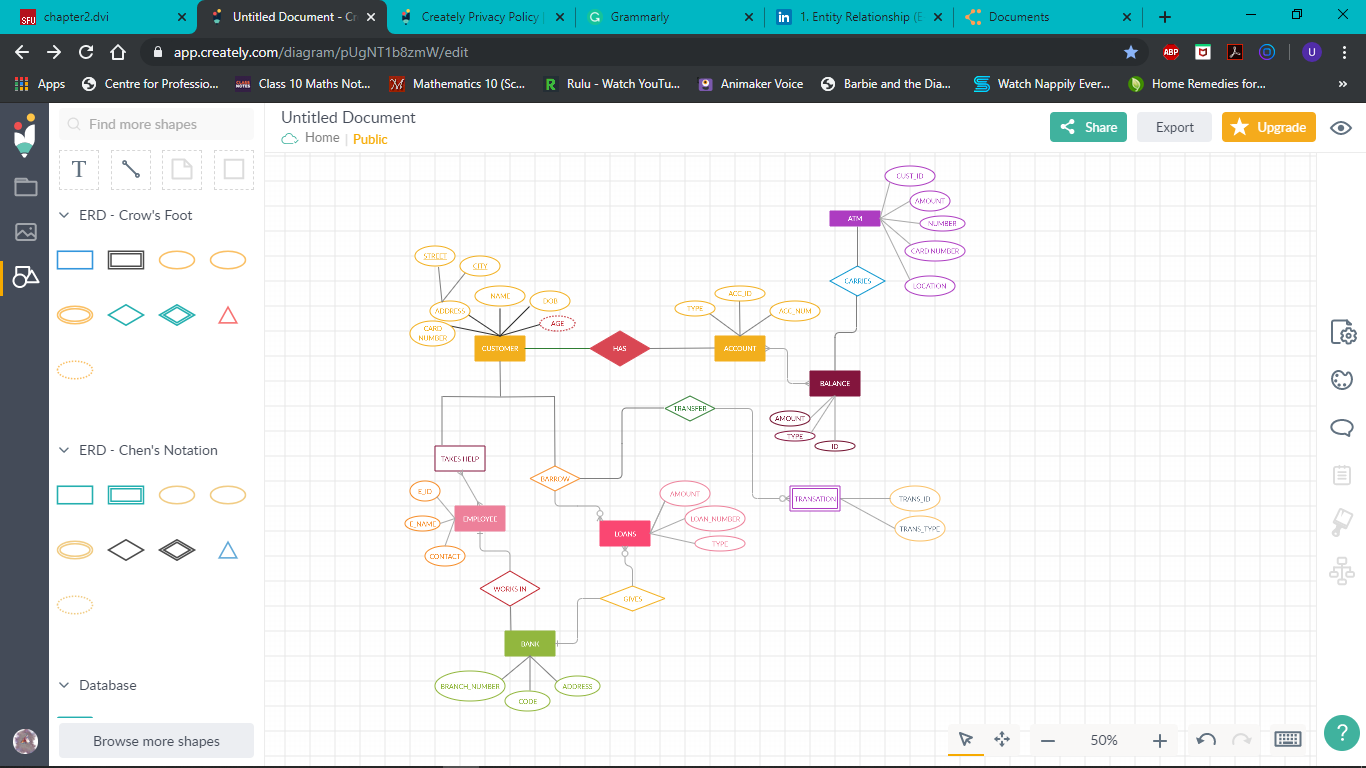 SFU chapter2.dvi
Untitled Document - Cr
Creately Privacy Policy |
Grammarly
in 1. Entity Relationship (E
Documents
app.creately.com/diagram/pUgNT1b8zmW/edit
ABP
U
Apps
Centre for Professio...
Class 10 Maths Not...
Mathematics 10 (Sc...
Rulu - Watch YouTu...
Animaker Voice
Barbie and the Dia...
Watch Nappily Ever...
Home Remedies for...
»
Find more shapes
T
ERD - Crow's Foot
ERD - Chen's Notation
Database
Browse more shapes
Untitled Document
Home | Public
Share
Export
Upgrade
CUST_ID
AMOUNT
ATM
NUMBER
CARD NUMBER
LOCATION
CARRIES
STREET
CITY
NAME
DOB
ADDRESS
AGE
CARD
NUMBER
CUSTOMER
HAS
ACC_ID
TYPE
ACC_NUM
ACCOUNT
BALANCE
AMOUNT
TYPE
ID
TRANSFER
TAKES HELP
BARROW
E_ID
E_NAME
EMPLOYEE
CONTACT
AMOUNT
LOAN_NUMBER
TYPE
LOANS
TRANSATION
TRANS_ID
TRANS_TYPE
WORKS IN
GIVES
BANK
BRANCH_NUMBER
CODE
ADDRESS
50%
?